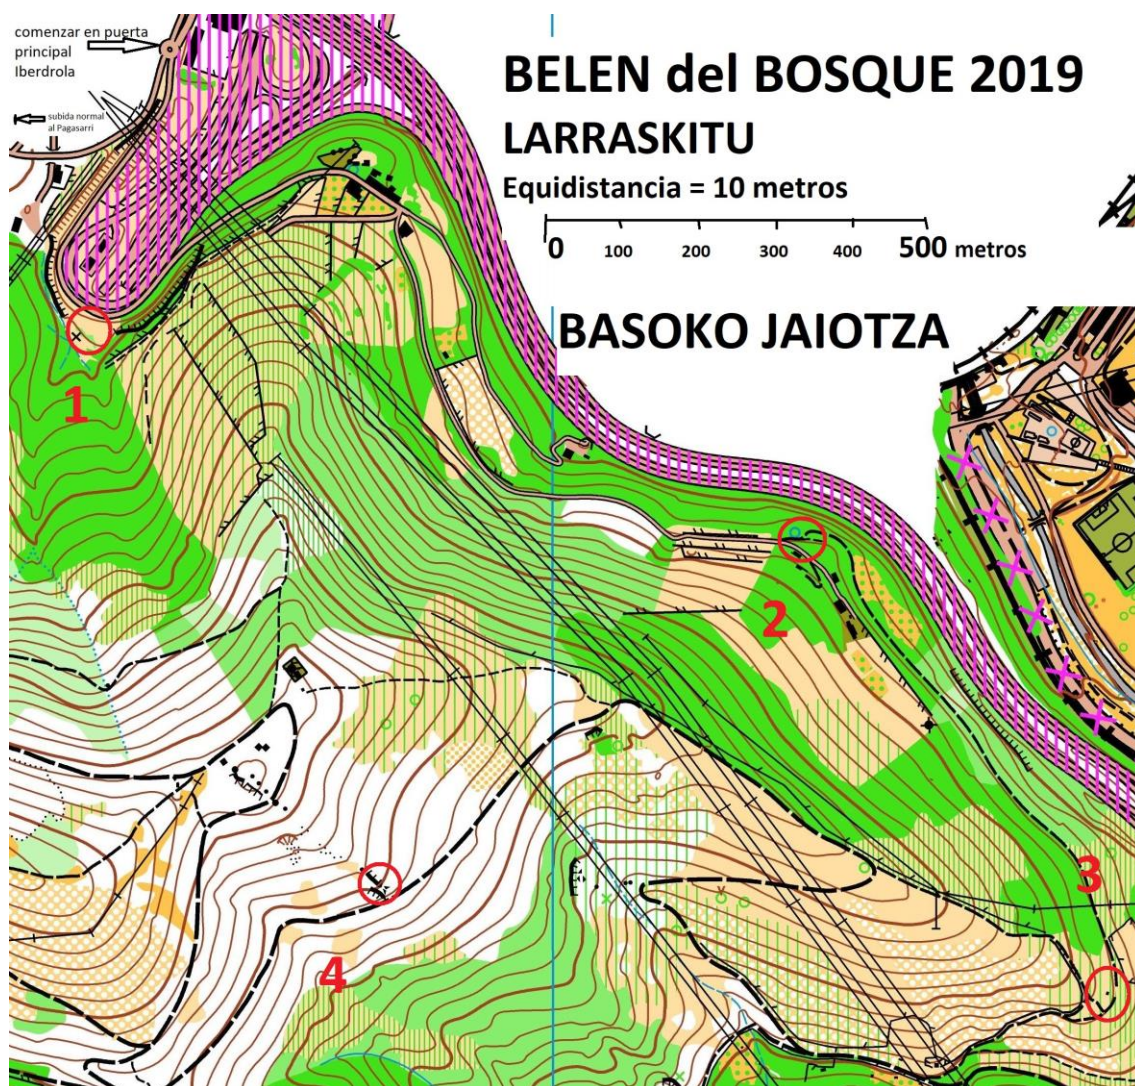 comenzar en puerta
principal
Iberdrola
subida normal
al Pagasarri
BELEN del BOSQUE 2019
LARRASKITU
Equidistancia = 10 metros
0 100 200 300 400 500 metros
BASOKO JAIOTZA
1
2
3
4